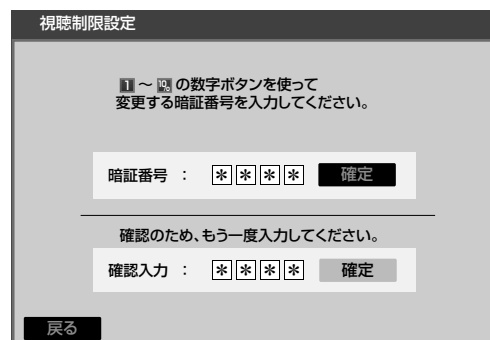 視聴制限設定
1 ～ 10 の数字ボタンを使って
変更する暗証番号を入力してください。
暗証番号 ： ＊＊＊＊ 確定
確認のため、もう一度入力してください。
確認入力 ： ＊＊＊＊ 確定
戻る